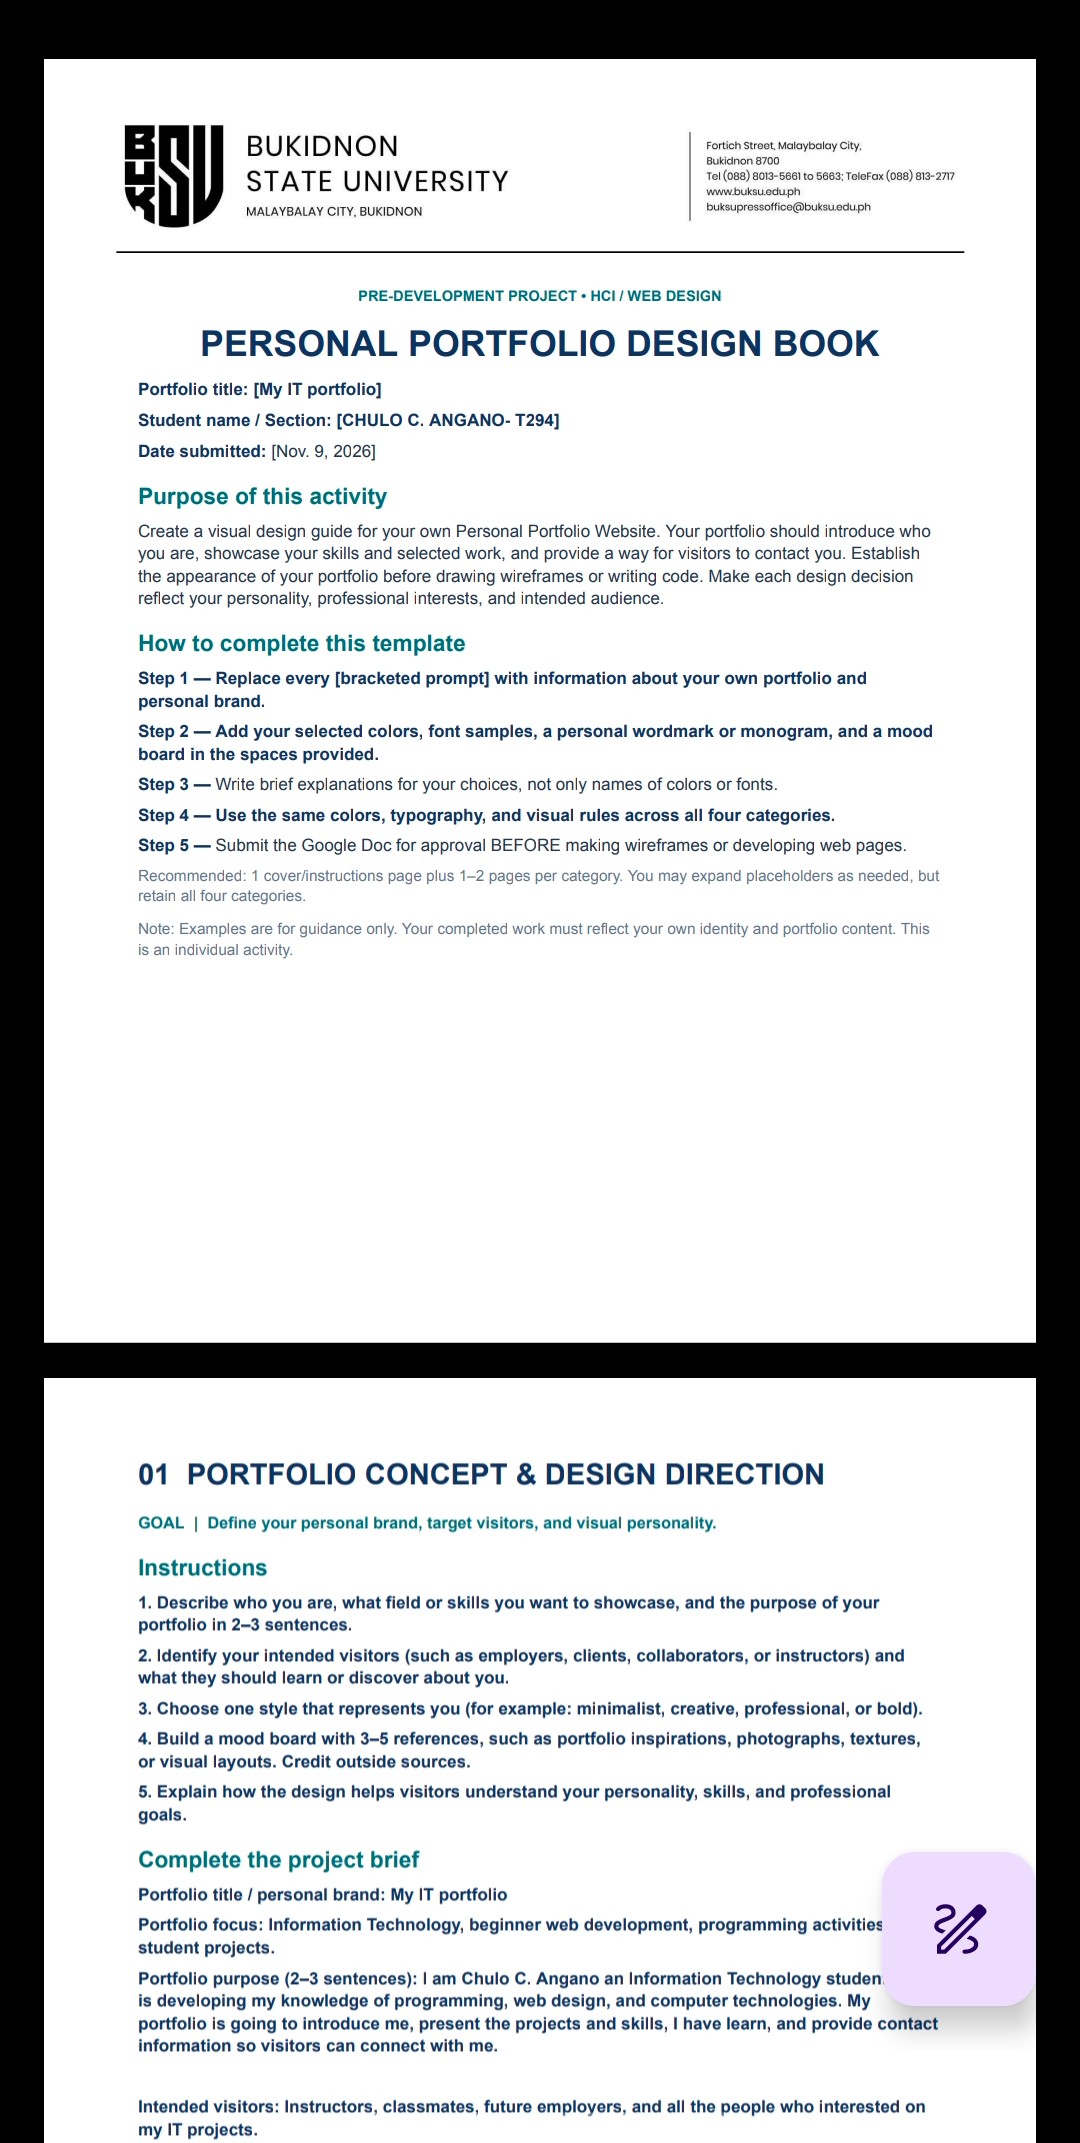 BUKSU
BUKIDNON
STATE UNIVERSITY
MALAYBALAY CITY, BUKIDNON
Fortich Street, Malaybalay City,
Bukidnon 8700
Tel (088) 8013-5661 to 5663; TeleFax (088) 813-2717
www.buksu.edu.ph
buksupressoffice@buksu.edu.ph
PRE-DEVELOPMENT PROJECT • HCI / WEB DESIGN
PERSONAL PORTFOLIO DESIGN BOOK
Portfolio title: [My IT portfolio]
Student name / Section: [CHULO C. ANGANO- T294]
Date submitted: [Nov. 9, 2026]
Purpose of this activity
Create a visual design guide for your own Personal Portfolio Website. Your portfolio should introduce who
you are, showcase your skills and selected work, and provide a way for visitors to contact you. Establish
the appearance of your portfolio before drawing wireframes or writing code. Make each design decision
reflect your personality, professional interests, and intended audience.
How to complete this template
Step 1 — Replace every [bracketed prompt] with information about your own portfolio and
personal brand.
Step 2 — Add your selected colors, font samples, a personal wordmark or monogram, and a mood
board in the spaces provided.
Step 3 — Write brief explanations for your choices, not only names of colors or fonts.
Step 4 — Use the same colors, typography, and visual rules across all four categories.
Step 5 — Submit the Google Doc for approval BEFORE making wireframes or developing web pages.
Recommended: 1 cover/instructions page plus 1–2 pages per category. You may expand placeholders as needed, but
retain all four categories.
Note: Examples are for guidance only. Your completed work must reflect your own identity and portfolio content. This
is an individual activity.
01 PORTFOLIO CONCEPT & DESIGN DIRECTION
GOAL | Define your personal brand, target visitors, and visual personality.
Instructions
1. Describe who you are, what field or skills you want to showcase, and the purpose of your
portfolio in 2–3 sentences.
2. Identify your intended visitors (such as employers, clients, collaborators, or instructors) and
what they should learn or discover about you.
3. Choose one style that represents you (for example: minimalist, creative, professional, or bold).
4. Build a mood board with 3–5 references, such as portfolio inspirations, photographs, textures,
or visual layouts. Credit outside sources.
5. Explain how the design helps visitors understand your personality, skills, and professional
goals.
Complete the project brief
Portfolio title / personal brand: My IT portfolio
Portfolio focus: Information Technology, beginner web development, programming activities
student projects.
Portfolio purpose (2–3 sentences): I am Chulo C. Angano an Information Technology studen
is developing my knowledge of programming, web design, and computer technologies. My
portfolio is going to introduce me, present the projects and skills, I have learn, and provide contact
information so visitors can connect with me.
Intended visitors: Instructors, classmates, future employers, and all the people who interested on
my IT projects.